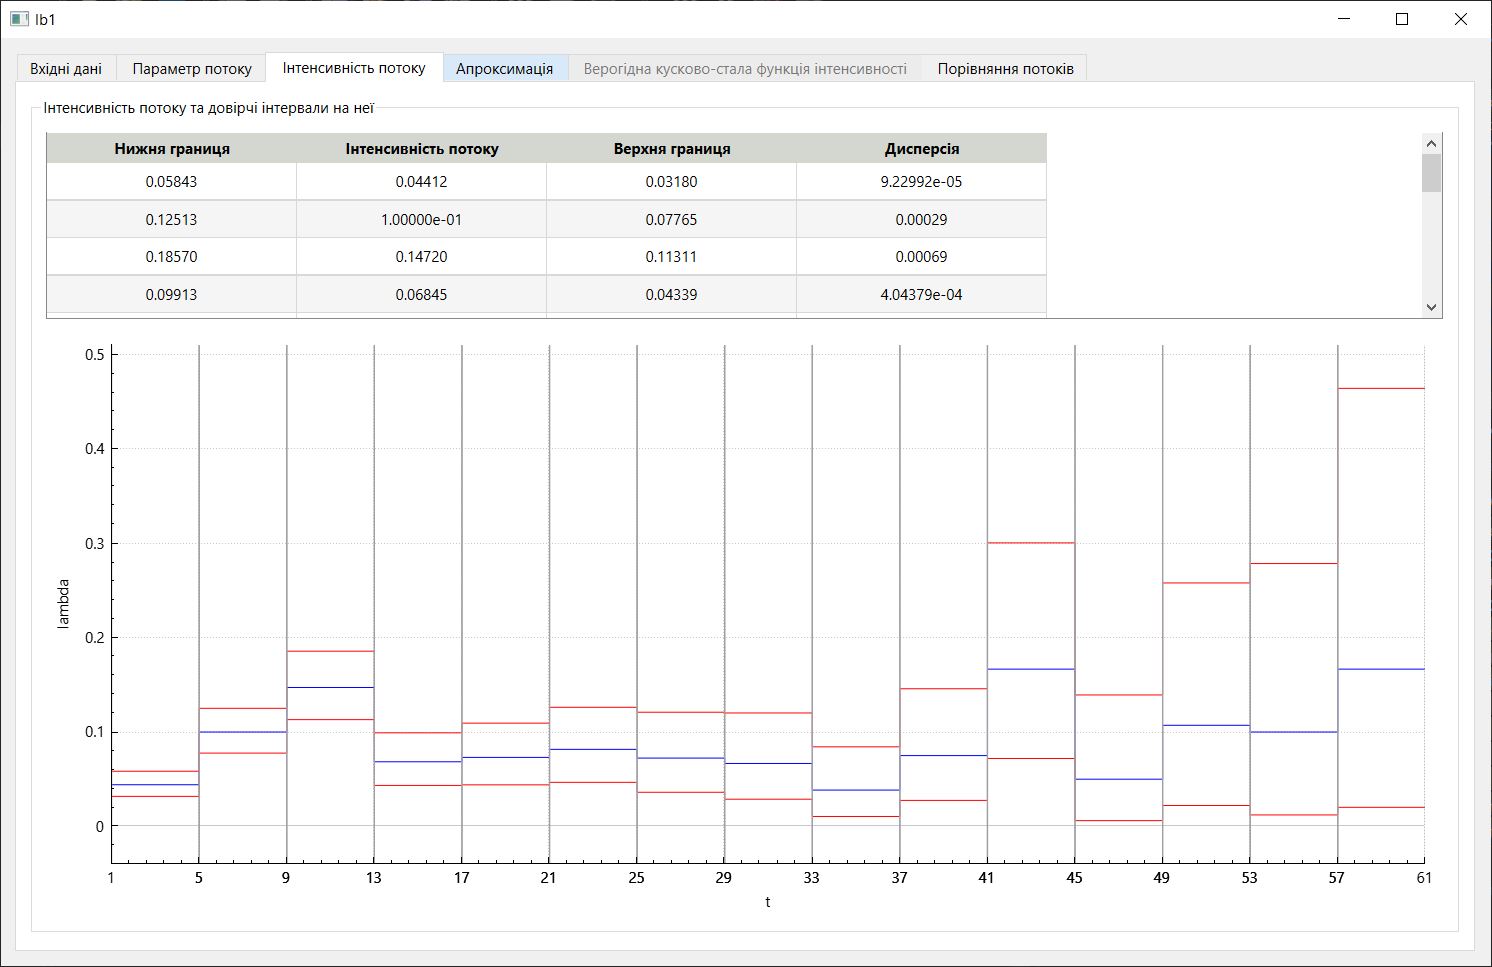 lb1
Вхідні дані Параметр потоку Інтенсивність потоку Апроксимація Верогідна кусково-стала функція інтенсивності Порівняння потоків
Інтенсивність потоку та довірчі інтервали на неї
Нижня границя Інтенсивність потоку Верхня границя Дисперсія
0.05843 0.04412 0.03180 9.22992e-05
0.12513 1.00000e-01 0.07765 0.00029
0.18570 0.14720 0.11311 0.00069
0.09913 0.06845 0.04339 4.04379e-04
0.5
0.4
0.3
0.2
0.1
0
lambda
1 5 9 13 17 21 25 29 33 37 41 45 49 53 57 61
t